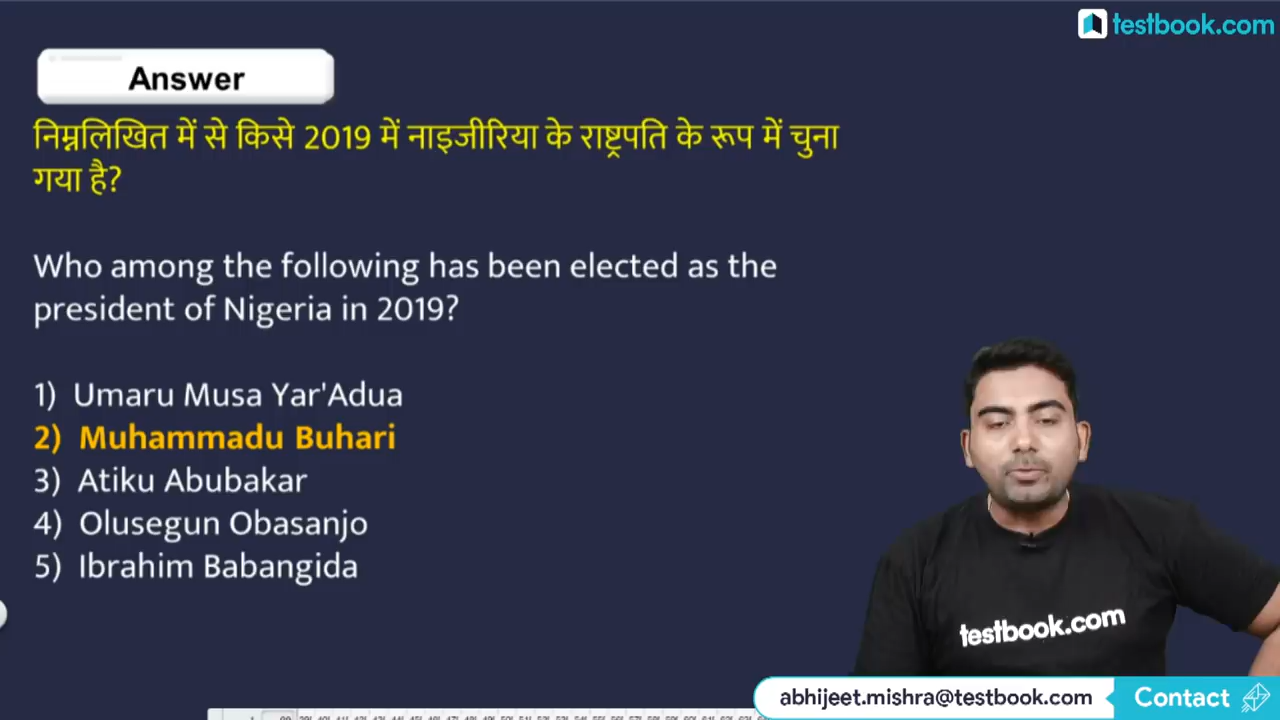 testbook.com
Answer
निम्नलिखित में से किसे 2019 में नाइजीरिया के राष्ट्रपति के रूप में चुना
गया है?
Who among the following has been elected as the
president of Nigeria in 2019?
1) Umaru Musa Yar'Adua
2) Muhammadu Buhari
3) Atiku Abubakar
4) Olusegun Obasanjo
5) Ibrahim Babangida
testbook.com
abhijeet.mishra@testbook.com Contact